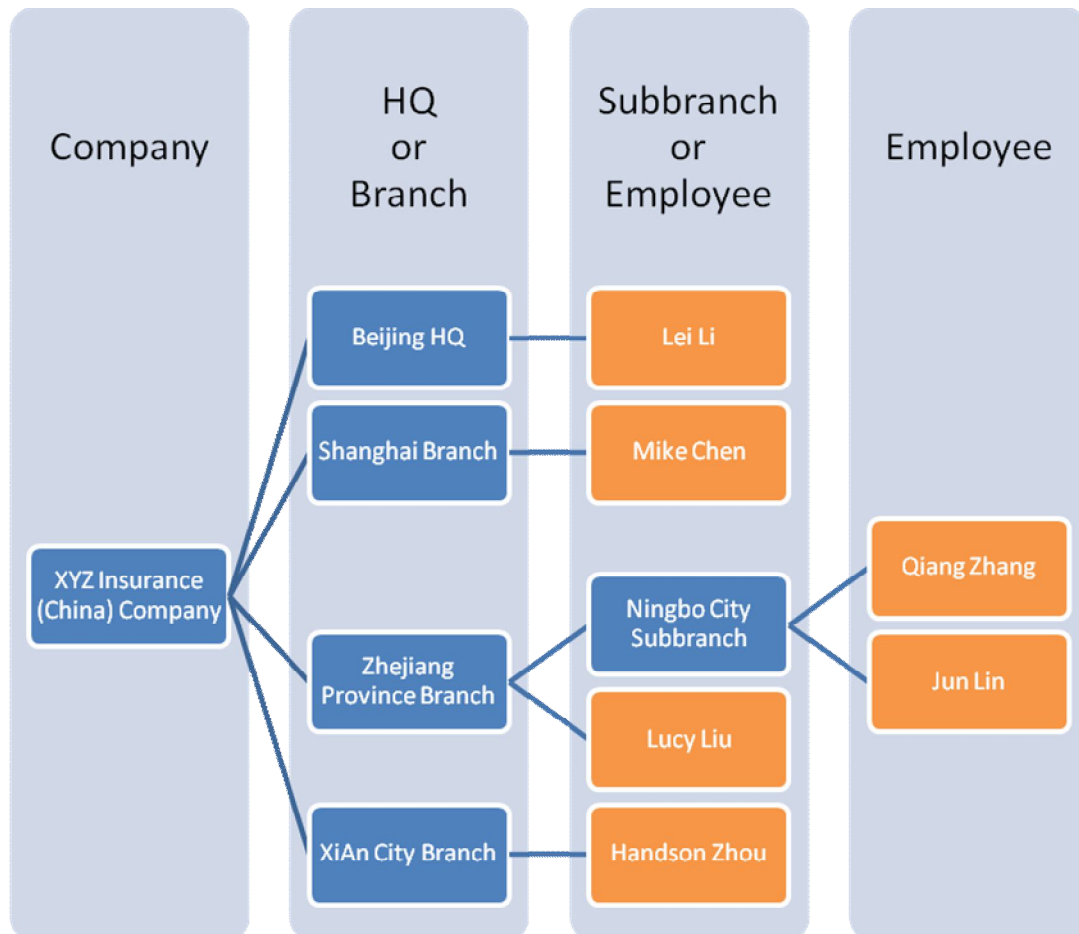 Company
HQ
or
Branch
Subbranch
or
Employee
Employee
Beijing HQ
Lei Li
Shanghai Branch
Mike Chen
XYZ Insurance
(China) Company
Zhejiang
Province Branch
Ningbo City
Subbranch
Qiang Zhang
Jun Lin
Lucy Liu
XiAn City Branch
Handson Zhou